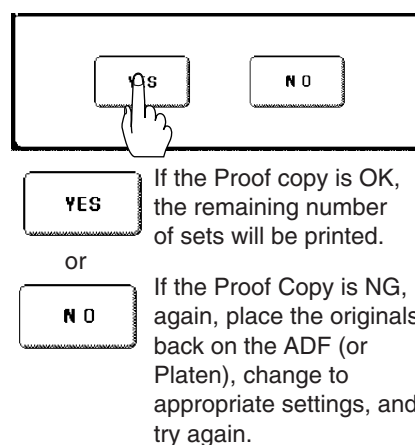 YES NO
YES
If the Proof copy is OK,
the remaining number
of sets will be printed.
or
NO
If the Proof Copy is NG,
again, place the originals
back on the ADF (or
Platen), change to
appropriate settings, and
try again.